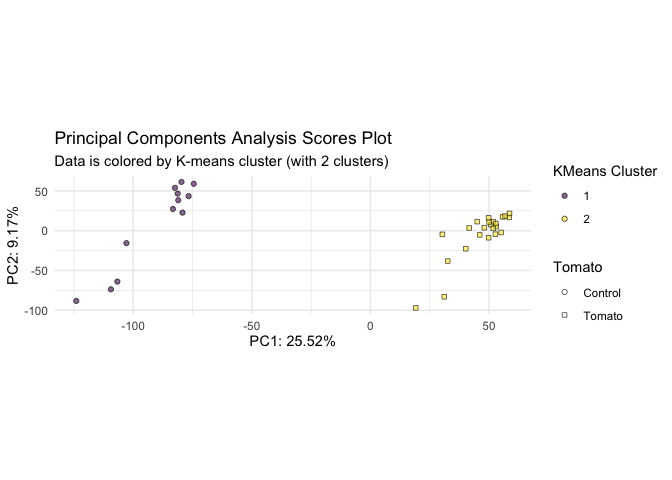 Principal Components Analysis Scores Plot
Data is colored by K-means cluster (with 2 clusters)
PC2: 9.17%
50
0
-50
-100
-100
-50
0
50
PC1: 25.52%
KMeans Cluster
1
2
Tomato
Control
Tomato